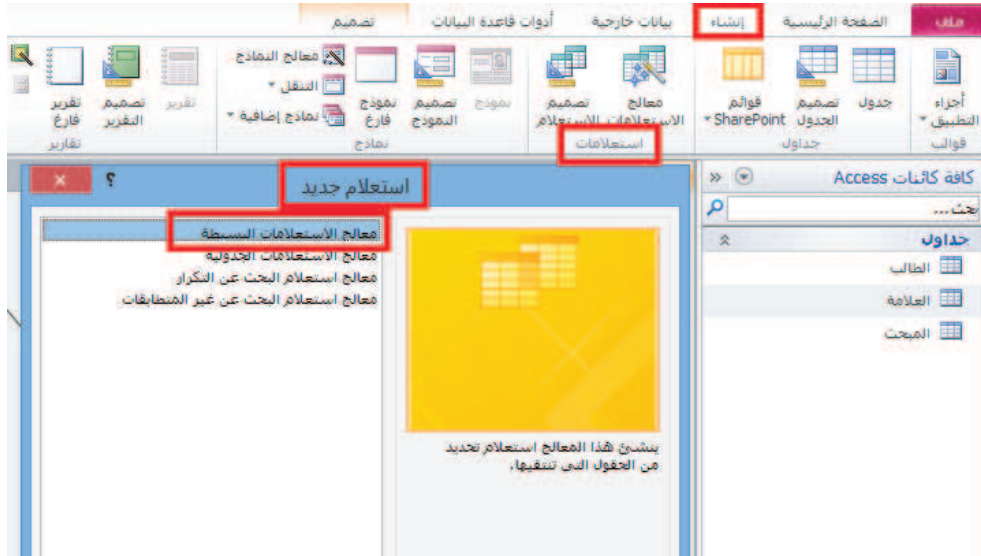 ملف
الصفحة الرئيسية
إنشاء
بيانات خارجية
أدوات قاعدة البيانات
تصميم
أجزاء التطبيق
قوالب
جدول
تصميم الجدول
قوائم SharePoint
جداول
معالج الاستعلامات
تصميم الاستعلام
استعلامات
نموذج
تصميم النموذج
نموذج فارغ
معالج النماذج
التنقل
نماذج إضافية
نماذج
تقرير
تصميم التقرير
تقرير فارغ
تقارير
كافة كائنات Access
بحث...
جداول
الطالب
العلامة
المبحث
؟
استعلام جديد
معالج الاستعلامات البسيطة
معالج الاستعلامات الجدولية
معالج استعلام البحث عن التكرار
معالج استعلام البحث عن غير المتطابقات
ينشئ هذا المعالج استعلام تحديد
من الحقول التي تنتقيها.